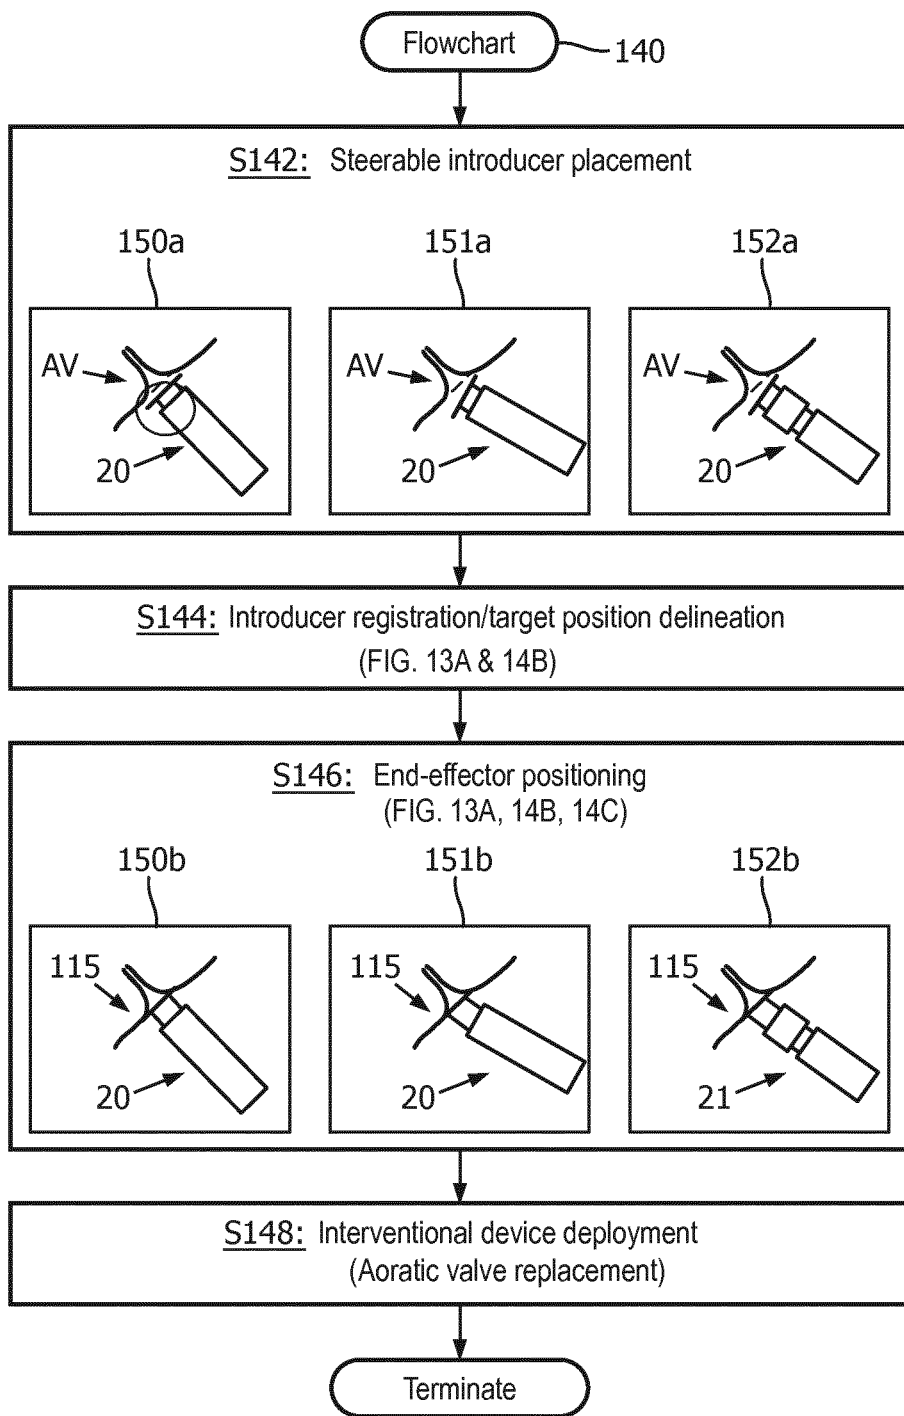 Flowchart
140
S142: Steerable introducer placement
150a 151a 152a
AV AV AV
20 20 20
S144: Introducer registration/target position delineation
(FIG. 13A & 14B)
S146: End-effector positioning
(FIG. 13A, 14B, 14C)
150b 151b 152b
115 115 115
20 20 21
S148: Interventional device deployment
(Aoratic valve replacement)
Terminate